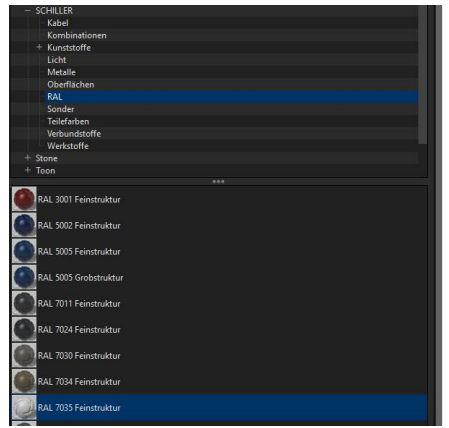 SCHILLER
Kabel
Kombinationen
Kunststoffe
Licht
Metalle
Oberflächen
RAL
Sonder
Teilefarben
Verbundstoffe
Werkstoffe
Stone
Toon
RAL 3001 Feinstruktur
RAL 5002 Feinstruktur
RAL 5005 Feinstruktur
RAL 5005 Grobstruktur
RAL 7011 Feinstruktur
RAL 7024 Feinstruktur
RAL 7030 Feinstruktur
RAL 7034 Feinstruktur
RAL 7035 Feinstruktur